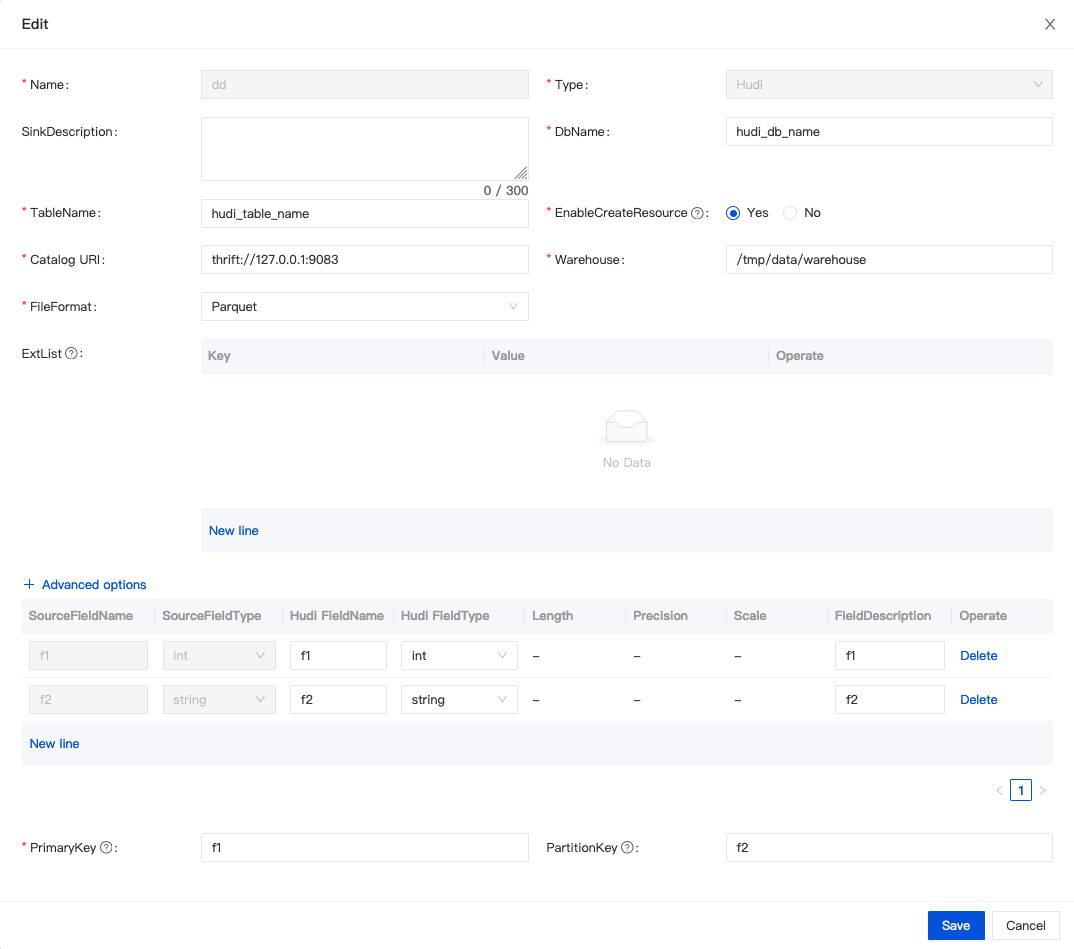 Edit
* Name: dd * Type: Hudi
SinkDescription: * DbName: hudi_db_name
0 / 300
* TableName: hudi_table_name * EnableCreateResource ? : Yes No
* Catalog URI: thrift://127.0.0.1:9083 * Warehouse: /tmp/data/warehouse
* FileFormat: Parquet
ExtList ? : Key Value Operate
No Data
New line
+ Advanced options
SourceFieldName SourceFieldType Hudi FieldName Hudi FieldType Length Precision Scale FieldDescription Operate
f1 int f1 int – – – f1 Delete
f2 string f2 string – – – f2 Delete
New line
< 1 >
* PrimaryKey ? : f1 PartitionKey ? : f2
Save Cancel